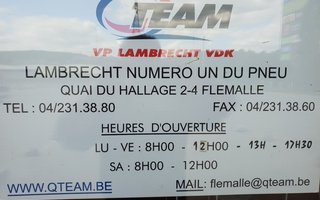 QTEAM
VP LAMBRECHT VDK
LAMBRECHT NUMERO UN DU PNEU
QUAI DU HALLAGE 2-4 FLEMALLE
TEL : 04/231.38.80 FAX : 04/231.38.60
HEURES D'OUVERTURE
LU - VE : 8H00 - 12H00 - 13H - 17H30
SA : 8H00 - 12H00
WWW.QTEAM.BE MAIL: flemalle@qteam.be